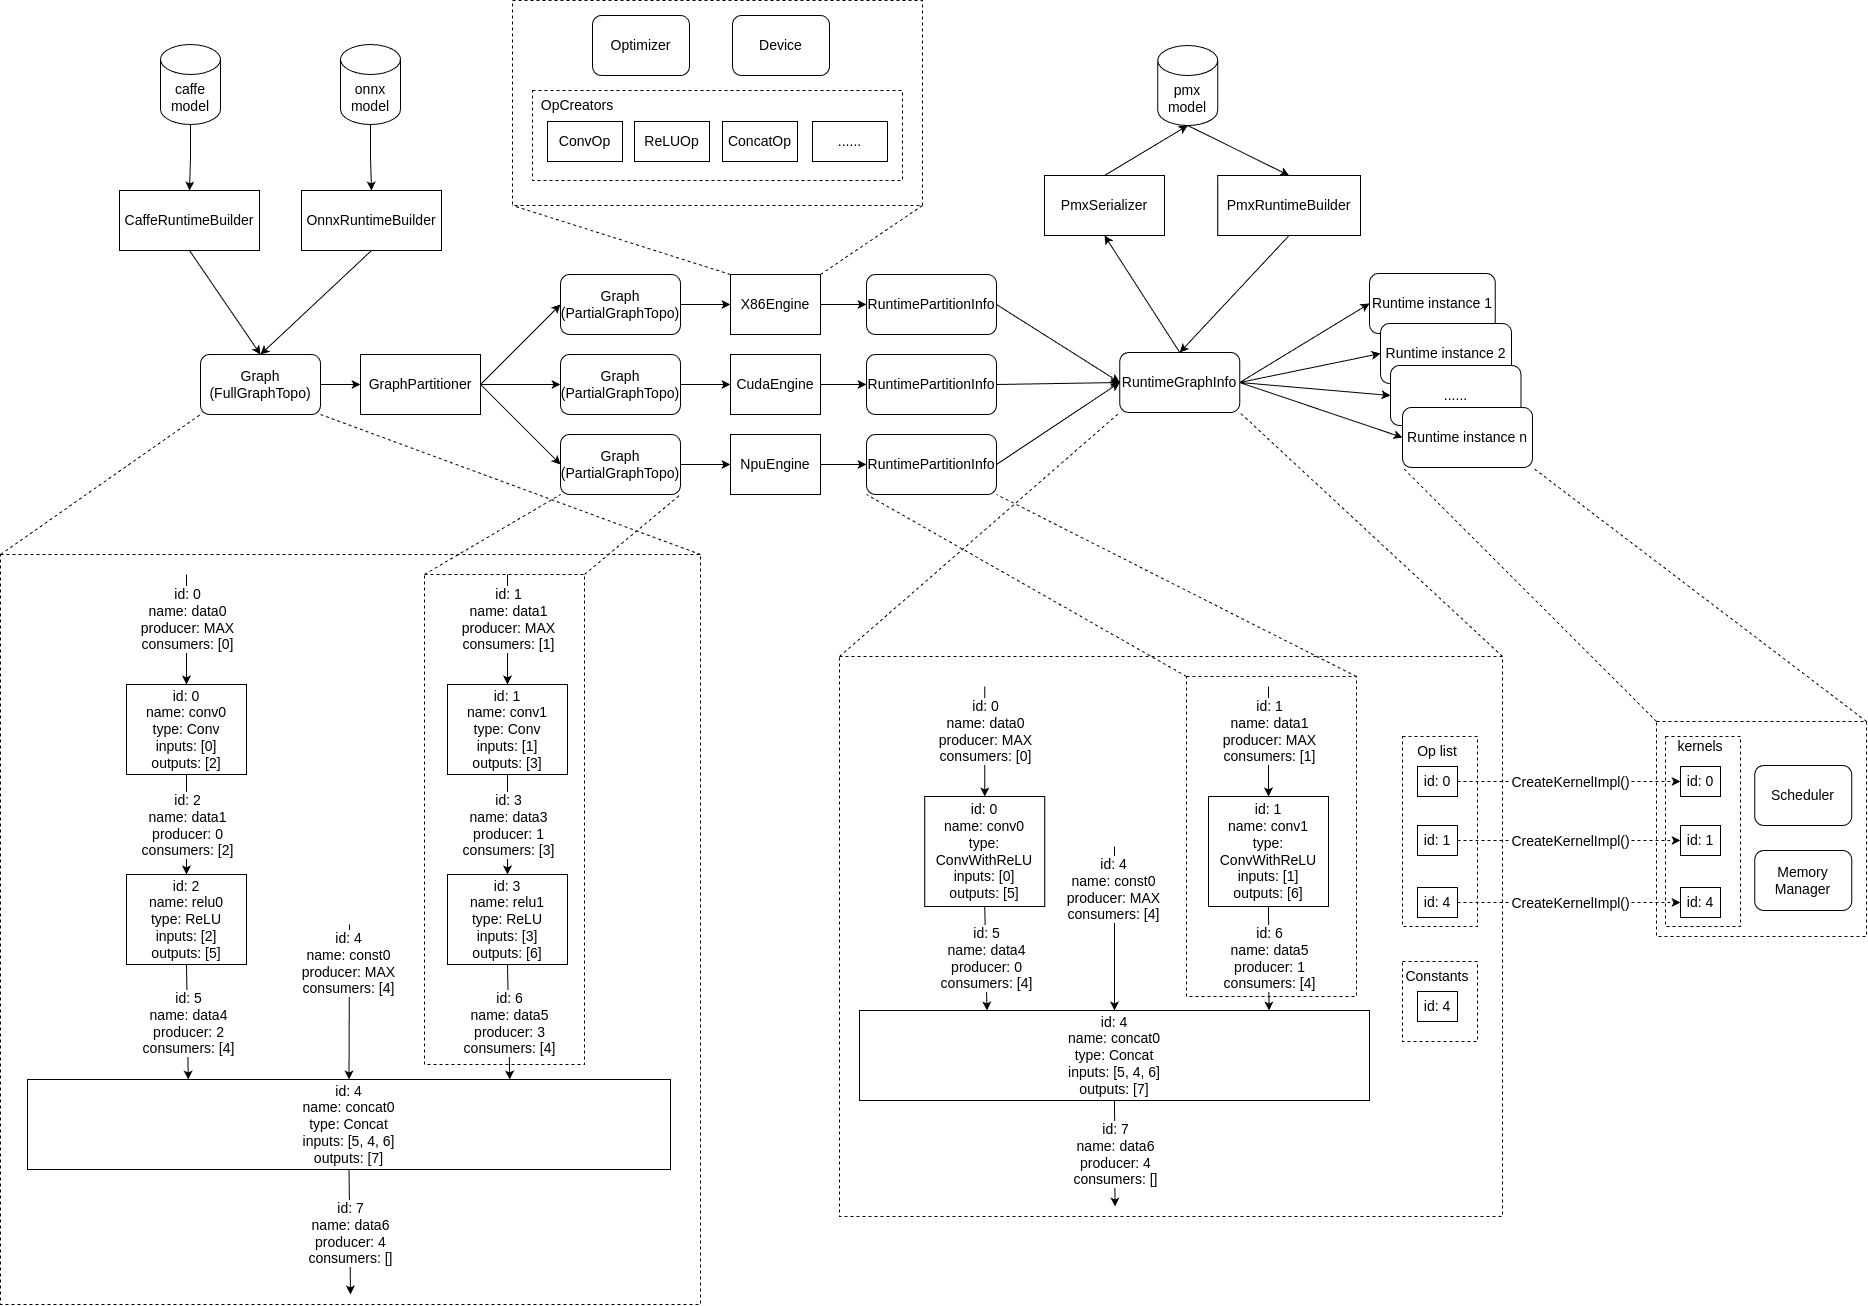 Optimizer
Device
OpCreators
ConvOp
ReLUOp
ConcatOp
......
caffe
model
onnx
model
CaffeRuntimeBuilder
OnnxRuntimeBuilder
pmx
model
PmxSerializer
PmxRuntimeBuilder
Graph
(FullGraphTopo)
GraphPartitioner
Graph
(PartialGraphTopo)
X86Engine
RuntimePartitionInfo
Graph
(PartialGraphTopo)
CudaEngine
RuntimePartitionInfo
Graph
(PartialGraphTopo)
NpuEngine
RuntimePartitionInfo
RuntimeGraphInfo
Runtime instance 1
Runtime instance 2
......
Runtime instance n
id: 0
name: data0
producer: MAX
consumers: [0]
id: 0
name: conv0
type: Conv
inputs: [0]
outputs: [2]
id: 2
name: data1
producer: 0
consumers: [2]
id: 2
name: relu0
type: ReLU
inputs: [2]
outputs: [5]
id: 5
name: data4
producer: 2
consumers: [4]
id: 4
name: const0
producer: MAX
consumers: [4]
id: 1
name: data1
producer: MAX
consumers: [1]
id: 1
name: conv1
type: Conv
inputs: [1]
outputs: [3]
id: 3
name: data3
producer: 1
consumers: [3]
id: 3
name: relu1
type: ReLU
inputs: [3]
outputs: [6]
id: 6
name: data5
producer: 3
consumers: [4]
id: 4
name: concat0
type: Concat
inputs: [5, 4, 6]
outputs: [7]
id: 7
name: data6
producer: 4
consumers: []
id: 0
name: data0
producer: MAX
consumers: [0]
id: 0
name: conv0
type:
ConvWithReLU
inputs: [0]
outputs: [5]
id: 5
name: data4
producer: 0
consumers: [4]
id: 4
name: const0
producer: MAX
consumers: [4]
id: 1
name: data1
producer: MAX
consumers: [1]
id: 1
name: conv1
type:
ConvWithReLU
inputs: [1]
outputs: [6]
id: 6
name: data5
producer: 1
consumers: [4]
id: 4
name: concat0
type: Concat
inputs: [5, 4, 6]
outputs: [7]
id: 7
name: data6
producer: 4
consumers: []
Op list
id: 0
id: 1
id: 4
Constants
id: 4
CreateKernelImpl()
CreateKernelImpl()
CreateKernelImpl()
kernels
id: 0
id: 1
id: 4
Scheduler
Memory
Manager